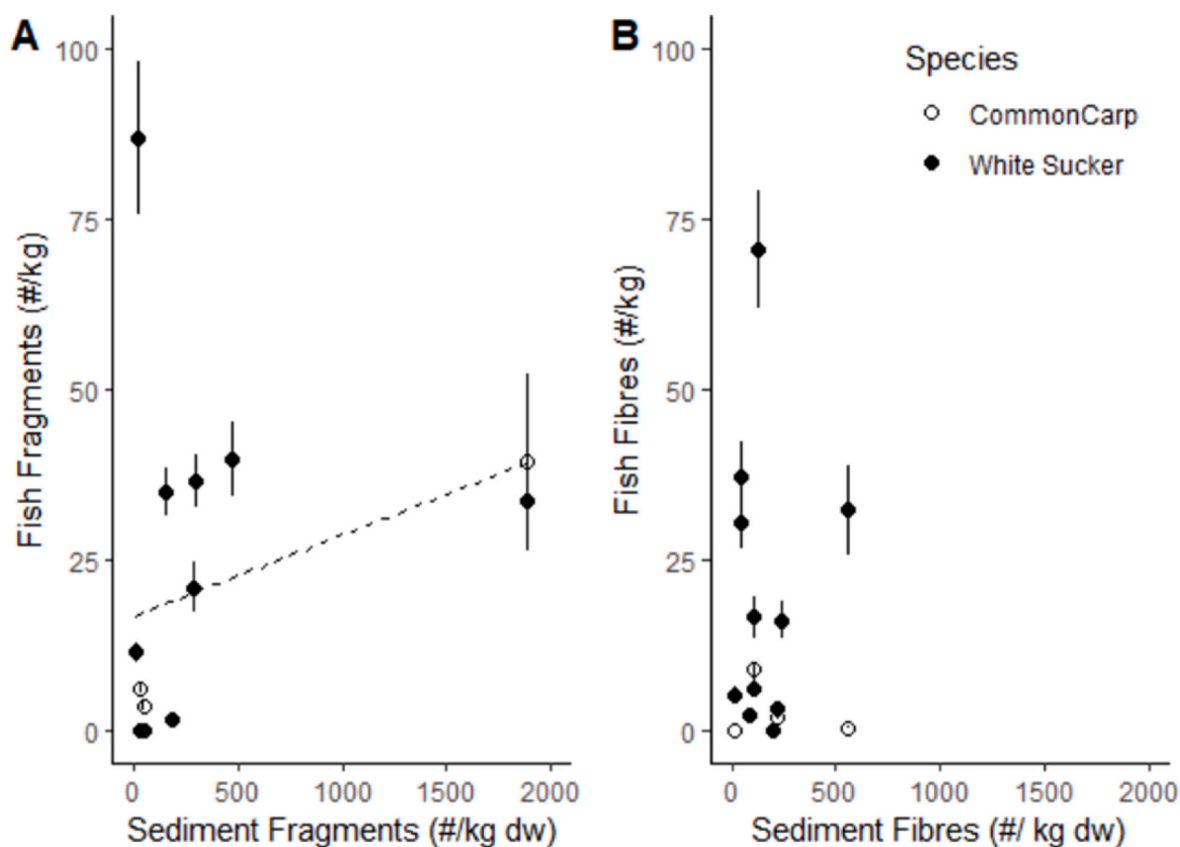 A
100
75
50
25
0
Fish Fragments (#/kg)
0
500
1000
1500
2000
Sediment Fragments (#/kg dw)
B
100
75
50
25
0
Fish Fibres (#/kg)
Species
CommonCarp
White Sucker
0
500
1000
1500
2000
Sediment Fibres (#/ kg dw)